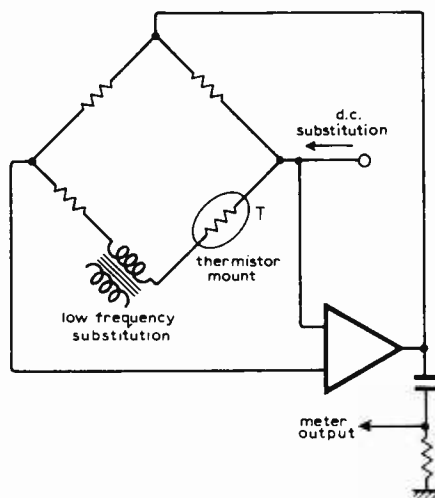 d.c.
substitution
T
thermistor
mount
low frequency
substitution
meter
output